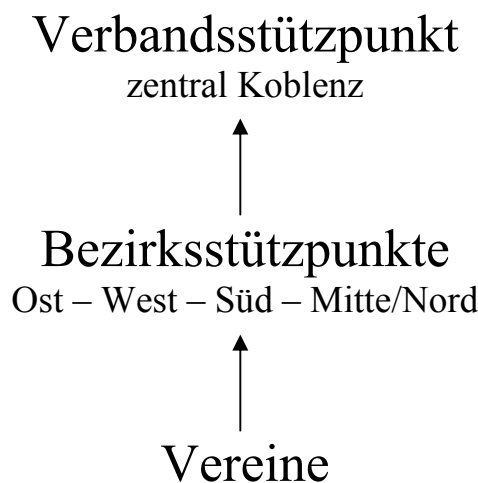 Verbandsstützpunkt
zentral Koblenz
Bezirksstützpunkte
Ost – West – Süd – Mitte/Nord
Vereine